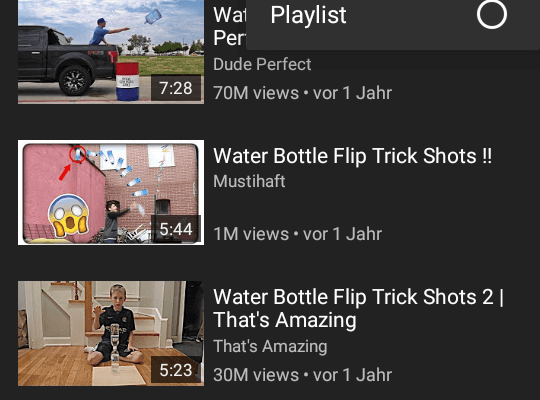 Playlist
Wat
Per
Dude Perfect
7:28
70M views • vor 1 Jahr
Water Bottle Flip Trick Shots !!
Mustihaft
5:44
1M views • vor 1 Jahr
Water Bottle Flip Trick Shots 2 |
That's Amazing
That's Amazing
5:23
30M views • vor 1 Jahr